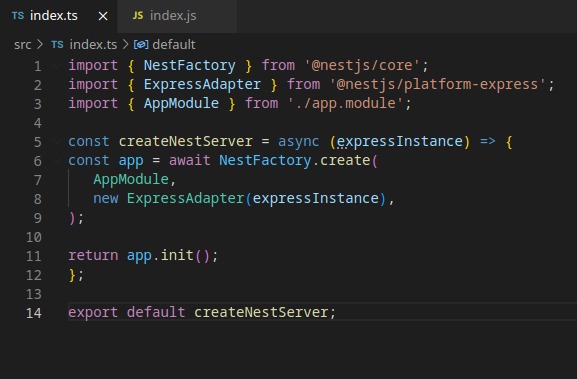 TS index.ts × JS index.js
src > TS index.ts > default
1 import { NestFactory } from '@nestjs/core';
2 import { ExpressAdapter } from '@nestjs/platform-express';
3 import { AppModule } from './app.module';
4
5 const createNestServer = async (expressInstance) => {
6 const app = await NestFactory.create(
7 AppModule,
8 new ExpressAdapter(expressInstance),
9 );
10
11 return app.init();
12 };
13
14 export default createNestServer;